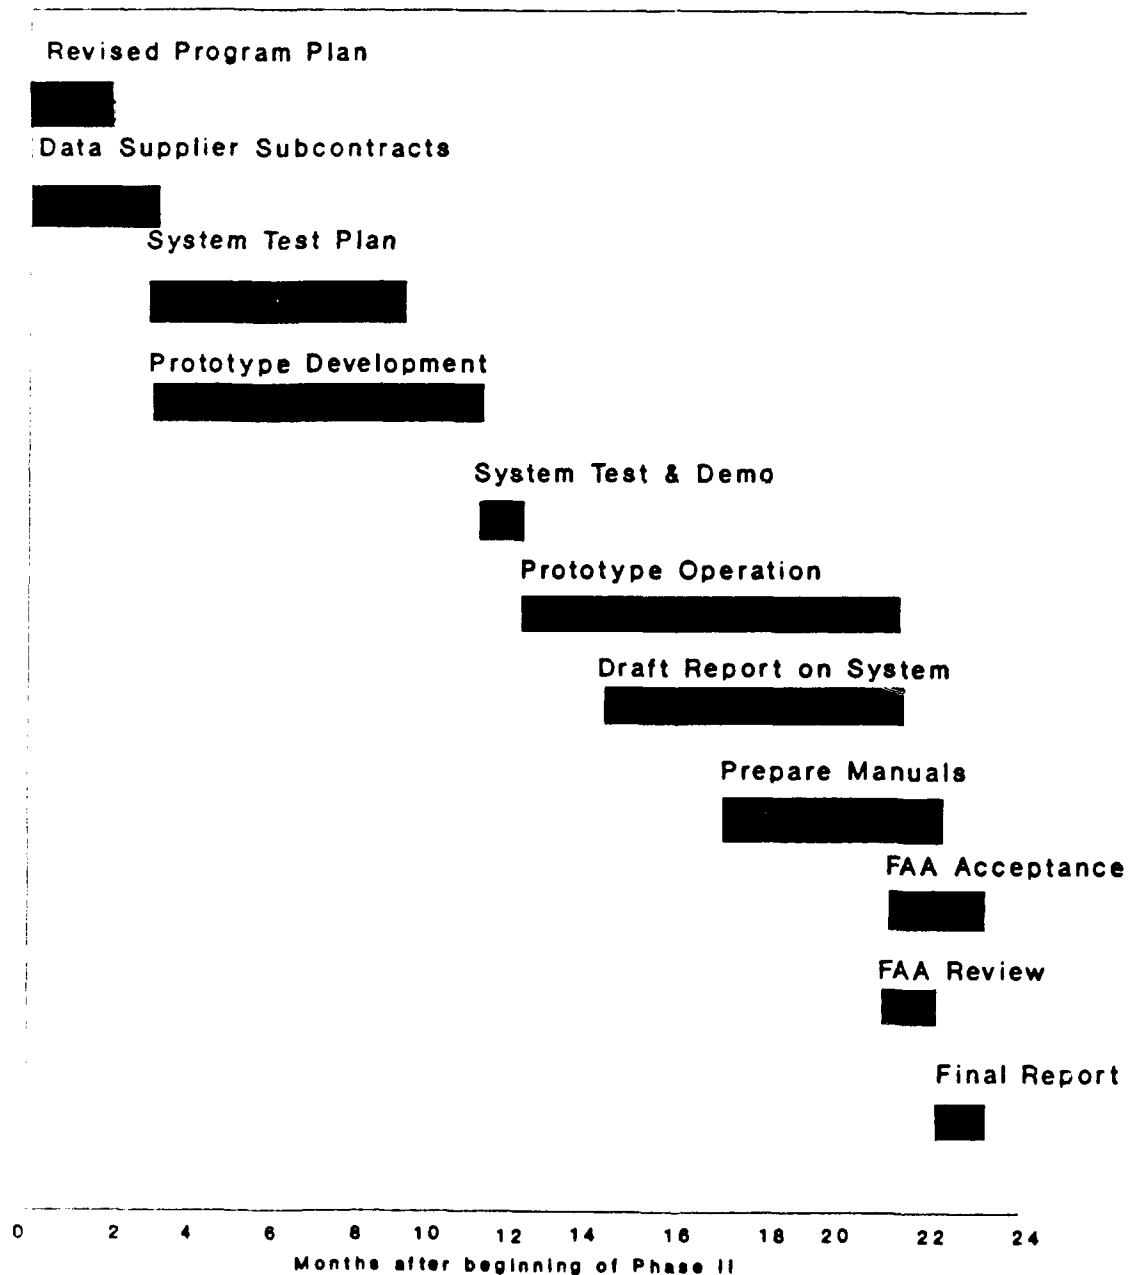 Revised Program Plan
Data Supplier Subcontracts
System Test Plan
Prototype Development
System Test & Demo
Prototype Operation
Draft Report on System
Prepare Manuals
FAA Acceptance
FAA Review
Final Report
0 2 4 6 8 10 12 14 16 18 20 22 24
Months after beginning of Phase II